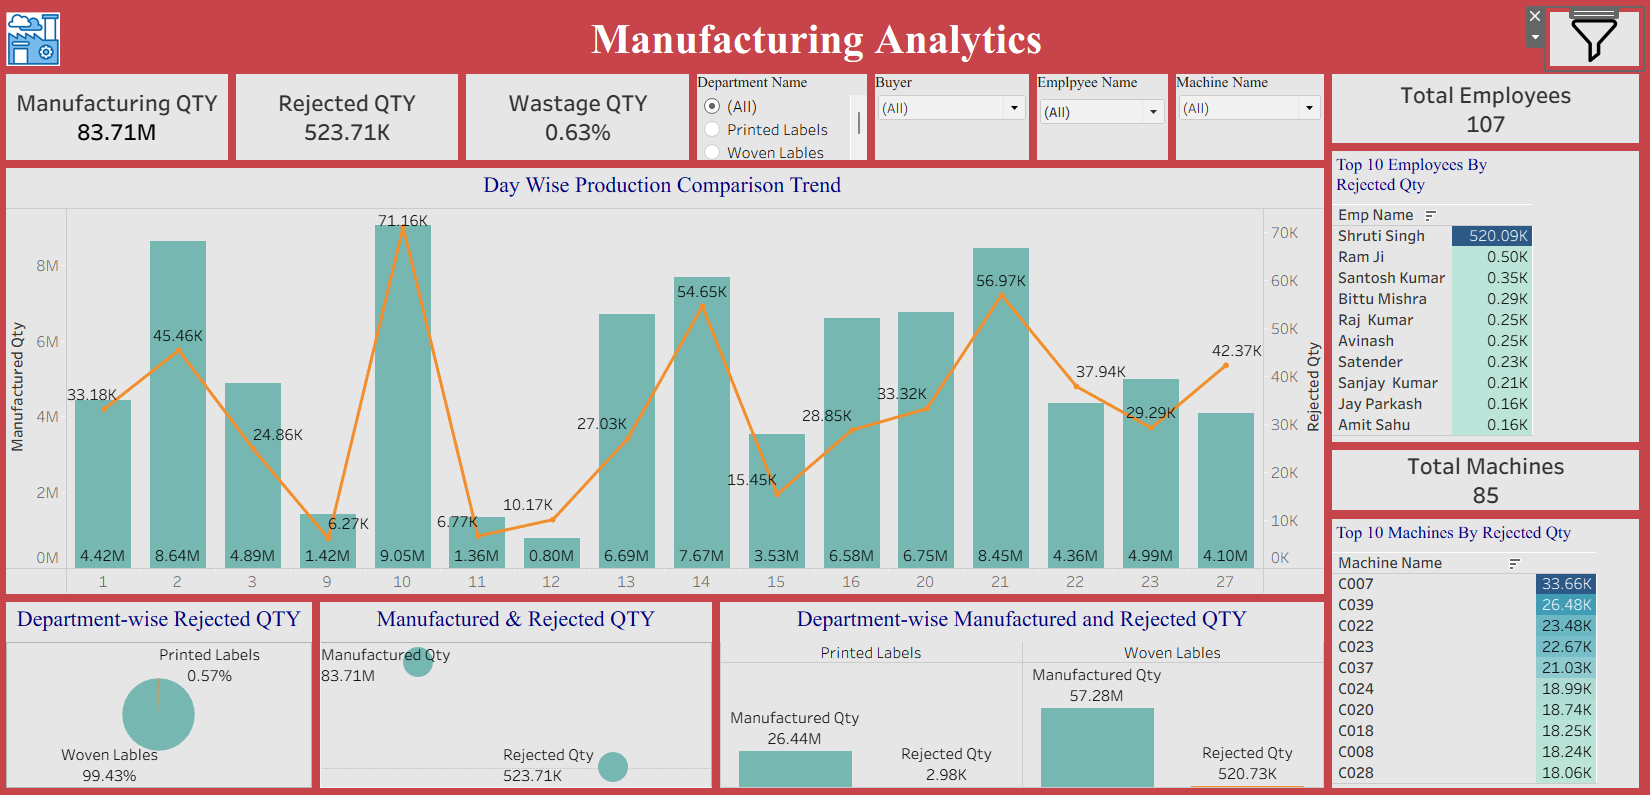 Manufacturing Analytics
Manufacturing QTY
83.71M
Rejected QTY
523.71K
Wastage QTY
0.63%
Department Name
(All)
Printed Labels
Woven Lables
Buyer
(All)
Emplpyee Name
(All)
Machine Name
(All)
Total Employees
107
Day Wise Production Comparison Trend
Manufactured Qty
8M
6M
4M
2M
0M
33.18K
45.46K
24.86K
6.27K
71.16K
6.77K
10.17K
27.03K
54.65K
15.45K
28.85K
33.32K
56.97K
37.94K
29.29K
42.37K
4.42M 8.64M 4.89M 1.42M 9.05M 1.36M 0.80M 6.69M 7.67M 3.53M 6.58M 6.75M 8.45M 4.36M 4.99M 4.10M
1 2 3 9 10 11 12 13 14 15 16 20 21 22 23 27
70K
60K
50K
40K
30K
20K
10K
0K
Rejected Qty
Top 10 Employees By
Rejected Qty
Emp Name
Shruti Singh 520.09K
Ram Ji 0.50K
Santosh Kumar 0.35K
Bittu Mishra 0.29K
Raj  Kumar 0.25K
Avinash 0.25K
Satender 0.23K
Sanjay  Kumar 0.21K
Jay Parkash 0.16K
Amit Sahu 0.16K
Total Machines
85
Top 10 Machines By Rejected Qty
Machine Name
C007 33.66K
C039 26.48K
C022 23.48K
C023 22.67K
C037 21.03K
C024 18.99K
C020 18.74K
C018 18.25K
C008 18.24K
C028 18.06K
Department-wise Rejected QTY
Printed Labels
0.57%
Woven Lables
99.43%
Manufactured & Rejected QTY
Manufactured Qty
83.71M
Rejected Qty
523.71K
Department-wise Manufactured and Rejected QTY
Printed Labels
Manufactured Qty
26.44M
Rejected Qty
2.98K
Woven Lables
Manufactured Qty
57.28M
Rejected Qty
520.73K